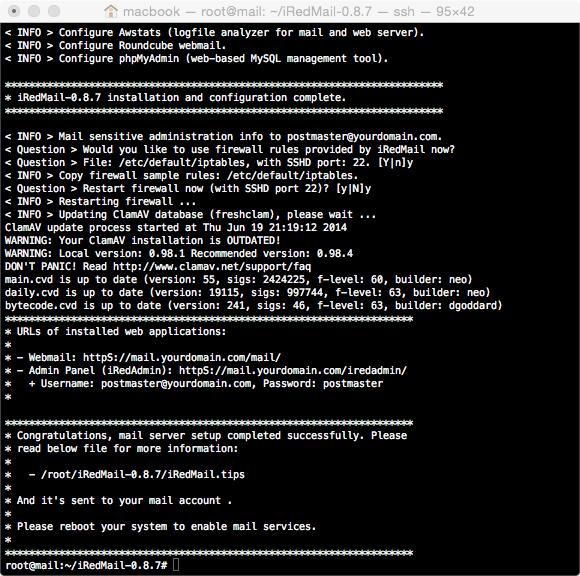 macbook — root@mail: ~/iRedMail-0.8.7 — ssh — 95×42
< INFO > Configure Awstats (logfile analyzer for mail and web server).
< INFO > Configure Roundcube webmail.
< INFO > Configure phpMyAdmin (web-based MySQL management tool).
*************************************************************************
* iRedMail-0.8.7 installation and configuration complete.
*************************************************************************
< INFO > Mail sensitive administration info to postmaster@yourdomain.com.
< Question > Would you like to use firewall rules provided by iRedMail now?
< Question > File: /etc/default/iptables, with SSHD port: 22. [Y|n]y
< INFO > Copy firewall sample rules: /etc/default/iptables.
< Question > Restart firewall now (with SSHD port 22)? [y|N]y
< INFO > Restarting firewall ...
< INFO > Updating ClamAV database (freshclam), please wait ...
ClamAV update process started at Thu Jun 19 21:19:12 2014
WARNING: Your ClamAV installation is OUTDATED!
WARNING: Local version: 0.98.1 Recommended version: 0.98.4
DON'T PANIC! Read http://www.clamav.net/support/faq
main.cvd is up to date (version: 55, sigs: 2424225, f-level: 60, builder: neo)
daily.cvd is up to date (version: 19115, sigs: 997744, f-level: 63, builder: neo)
bytecode.cvd is up to date (version: 241, sigs: 46, f-level: 63, builder: dgoddard)
********************************************************************
* URLs of installed web applications:
*
* - Webmail: httpS://mail.yourdomain.com/mail/
* - Admin Panel (iRedAdmin): httpS://mail.yourdomain.com/iredadmin/
*   + Username: postmaster@yourdomain.com, Password: postmaster
*
********************************************************************
* Congratulations, mail server setup completed successfully. Please
* read below file for more information:
*
*   - /root/iRedMail-0.8.7/iRedMail.tips
*
* And it's sent to your mail account .
*
* Please reboot your system to enable mail services.
*
********************************************************************
root@mail:~/iRedMail-0.8.7#